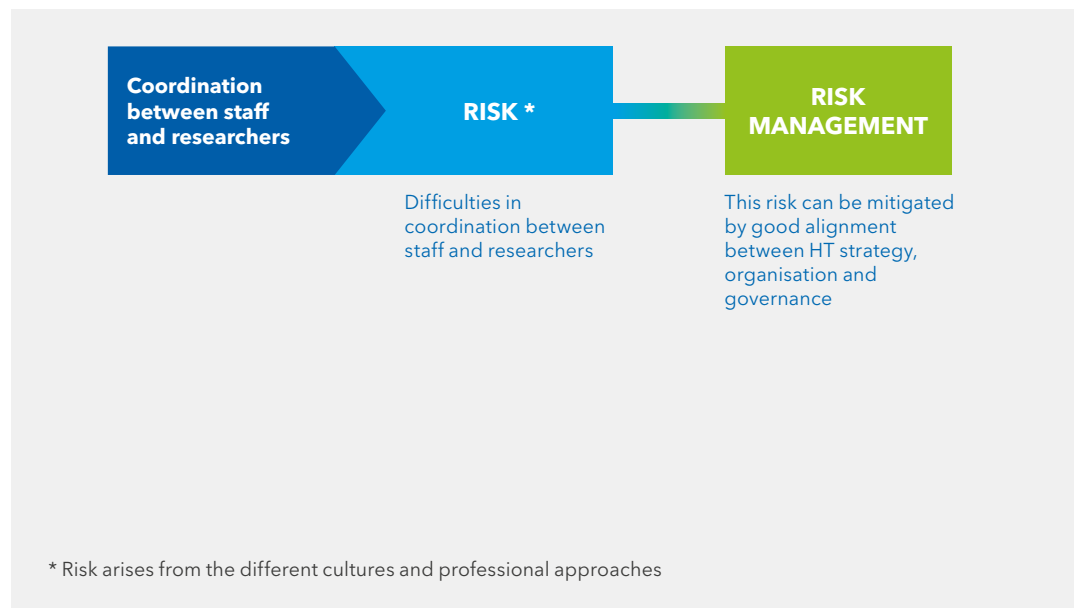 Coordination
between staff
and researchers
RISK *
RISK
MANAGEMENT
Difficulties in
coordination between
staff and researchers
This risk can be mitigated
by good alignment
between HT strategy,
organisation and
governance
* Risk arises from the different cultures and professional approaches